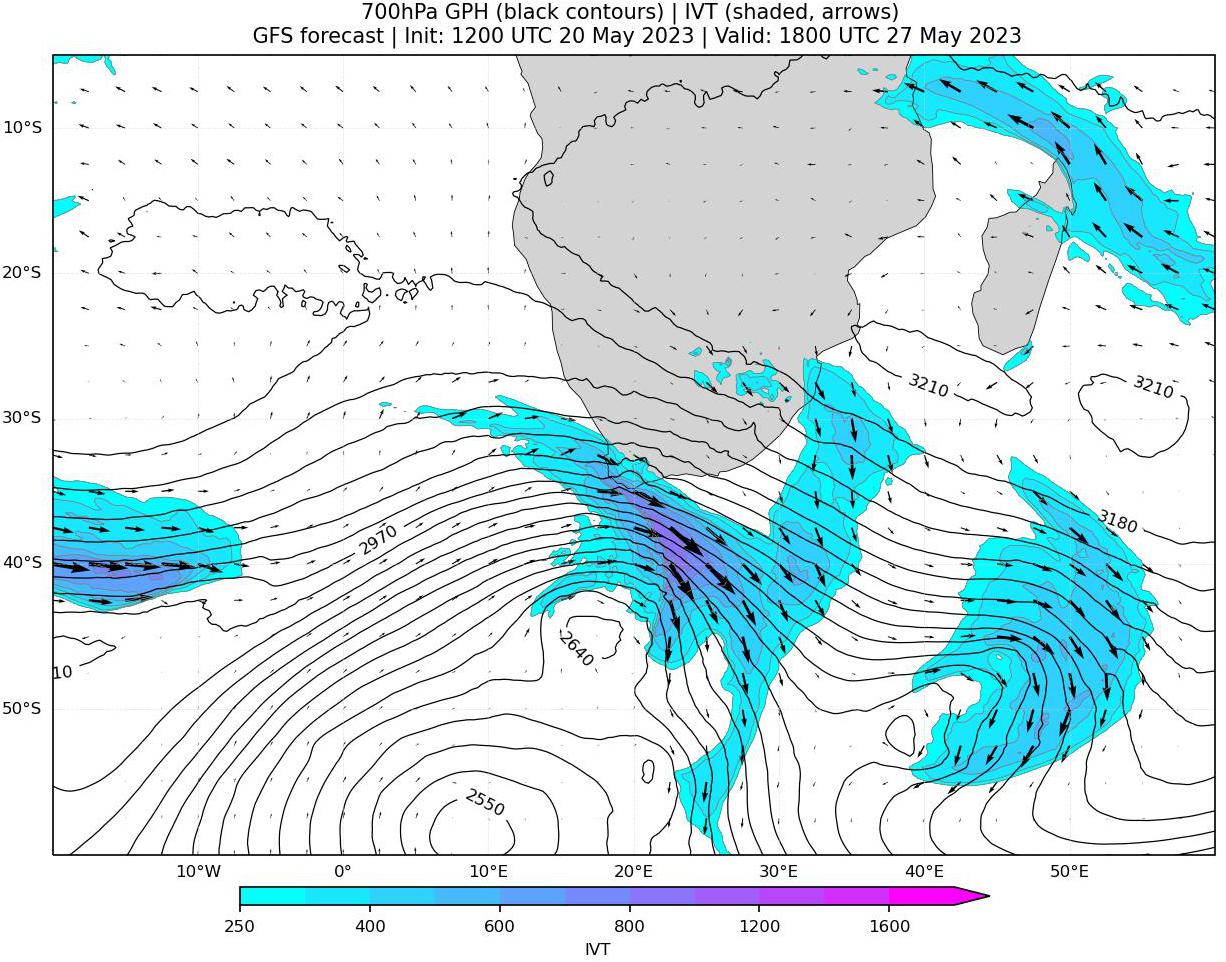 700hPa GPH (black contours) | IVT (shaded, arrows)
GFS forecast | Init: 1200 UTC 20 May 2023 | Valid: 1800 UTC 27 May 2023
10°S
20°S
3210
3210
30°S
3180
2970
40°S
2640
10
50°S
2550
10°W 0° 10°E 20°E 30°E 40°E 50°E
250 400 600 800 1200 1600
IVT